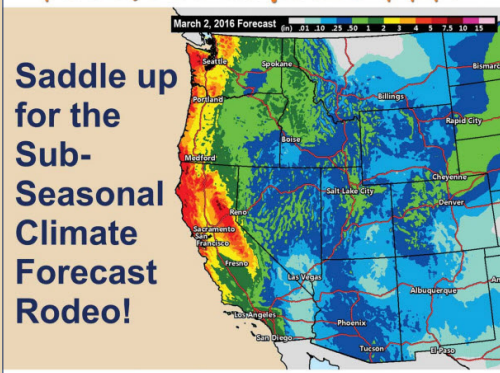 March 2, 2016 Forecast (in) .01 .10 .25 .50 1 2 3 4 5 7.5 10 15
Saddle up
for the
Sub-
Seasonal
Climate
Forecast
Rodeo!
Seattle
Spokane
Portland
Billings
Bismarc
Rapid City
Boise
Medford
Cheyenne
Salt Lake City
Denver
Reno
Sacramento
San
Francisco
Fresno
Las Vegas
Albuquerque
Los Angeles
Phoenix
San Diego
Tucson
El Paso